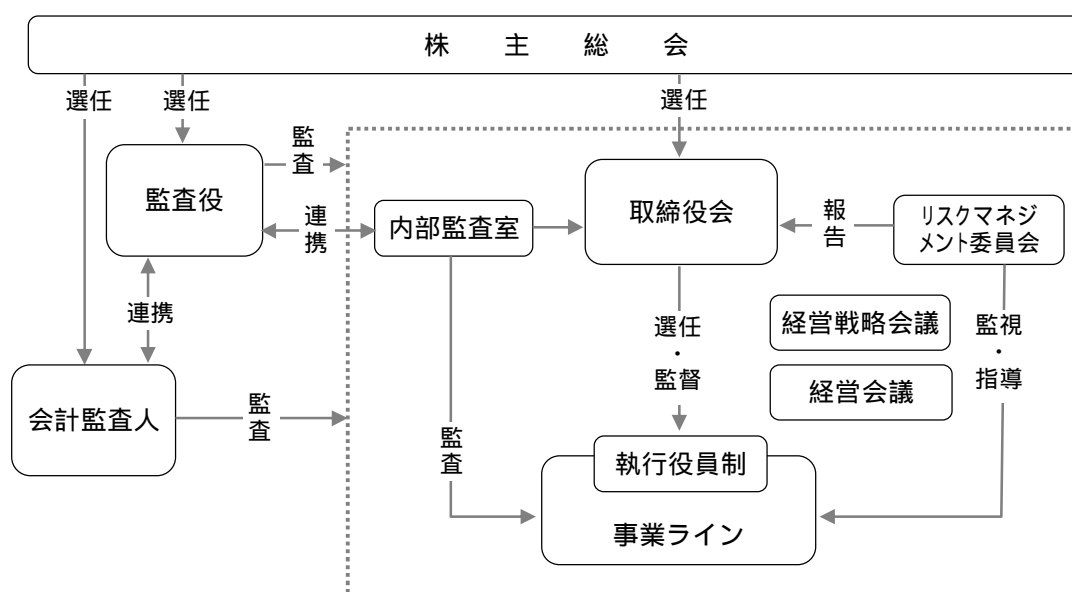 株主総会
選任
選任
選任
監査
監査役
連携
内部監査室
取締役会
報告
リスクマネジ
メント委員会
連携
選任
・
監督
経営戦略会議
監視
・
指導
経営会議
会計監査人
監査
監査
執行役員制
事業ライン